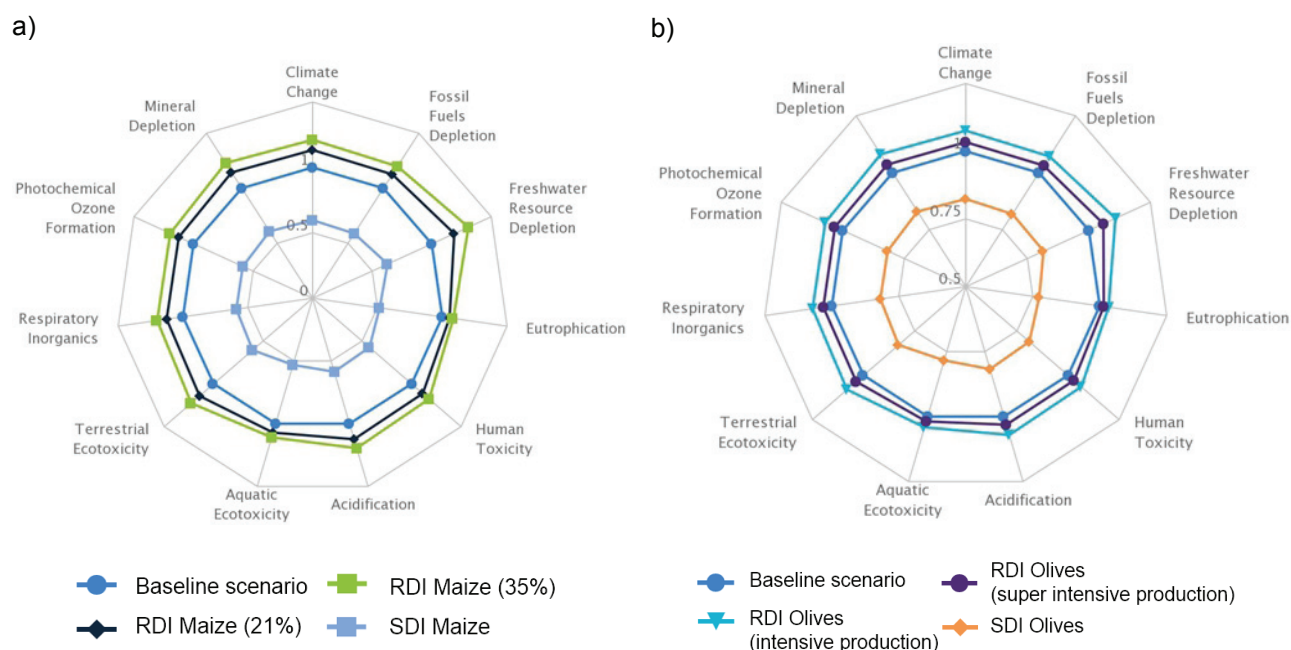 a)
Climate
Change
Fossil
Fuels
Depletion
Freshwater
Resource
Depletion
Eutrophication
Human
Toxicity
Acidification
Aquatic
Ecotoxicity
Terrestrial
Ecotoxicity
Respiratory
Inorganics
Photochemical
Ozone
Formation
Mineral
Depletion
1
0.5
0
Baseline scenario
RDI Maize (35%)
RDI Maize (21%)
SDI Maize
b)
Climate
Change
Fossil
Fuels
Depletion
Freshwater
Resource
Depletion
Eutrophication
Human
Toxicity
Acidification
Aquatic
Ecotoxicity
Terrestrial
Ecotoxicity
Respiratory
Inorganics
Photochemical
Ozone
Formation
Mineral
Depletion
1
0.75
0.5
Baseline scenario
RDI Olives
(super intensive production)
RDI Olives
(intensive production)
SDI Olives